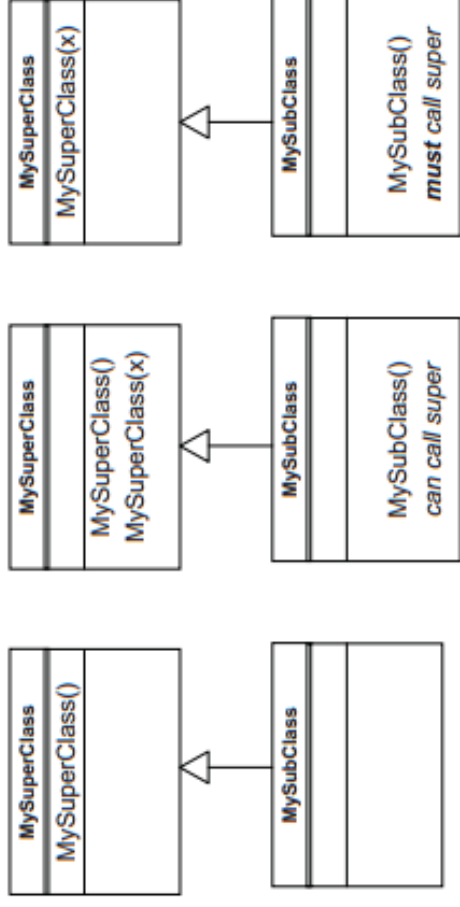 MySuperClass
MySuperClass()
MySubClass
MySuperClass
MySuperClass()
MySuperClass(x)
MySubClass
MySubClass()
can call super
MySuperClass
MySuperClass(x)
MySubClass
MySubClass()
must call super